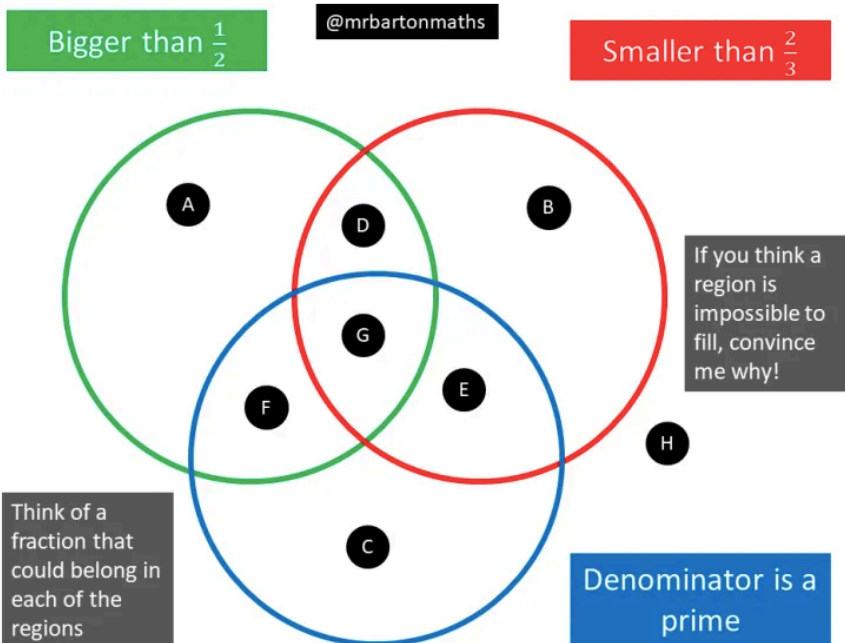 @mrbartonmaths
Bigger than 1/2
Smaller than 2/3
A
D
B
If you think a
region is
impossible to
fill, convince
me why!
G
F
E
H
Think of a
fraction that
could belong in
each of the
regions
C
Denominator is a
prime